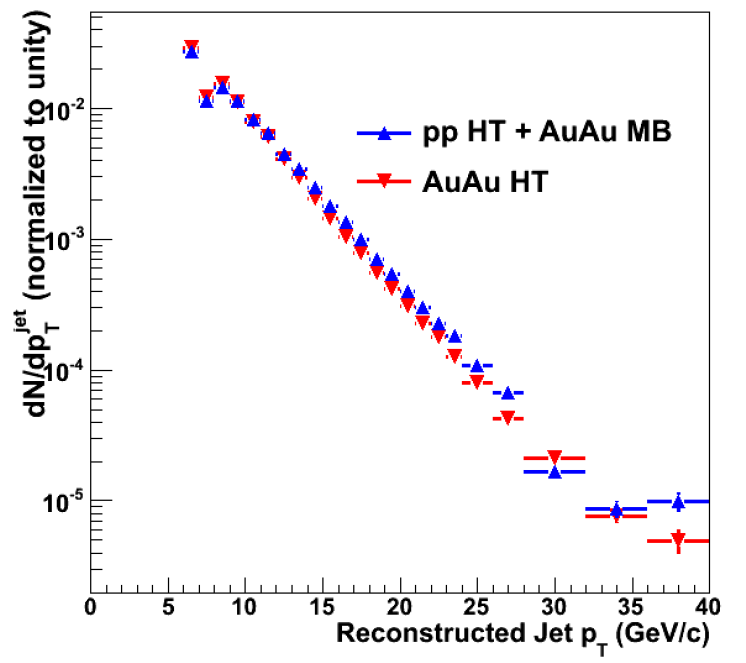 dN/dp_T^jet (normalized to unity)
10^-2
10^-3
10^-4
10^-5
pp HT + AuAu MB
AuAu HT
0 5 10 15 20 25 30 35 40
Reconstructed Jet p_T (GeV/c)